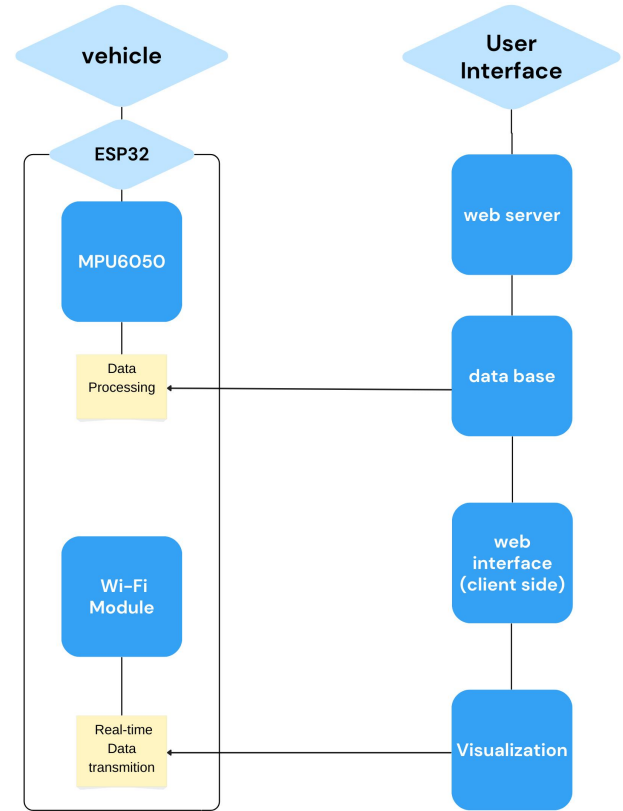 vehicle
ESP32
MPU6050
Data
Processing
Wi-Fi
Module
Real-time
Data
transmition
User
Interface
web server
data base
web
interface
(client side)
Visualization